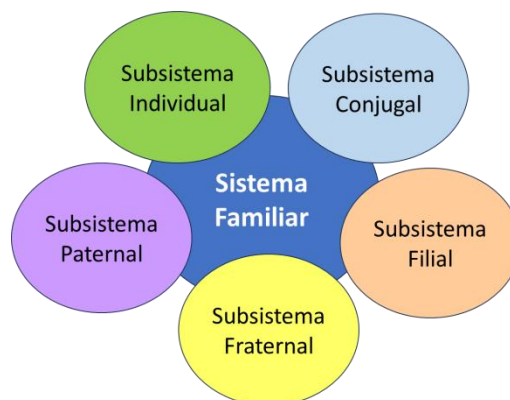 Subsistema
Individual
Subsistema
Conjugal
Sistema
Familiar
Subsistema
Paternal
Subsistema
Filial
Subsistema
Fraternal